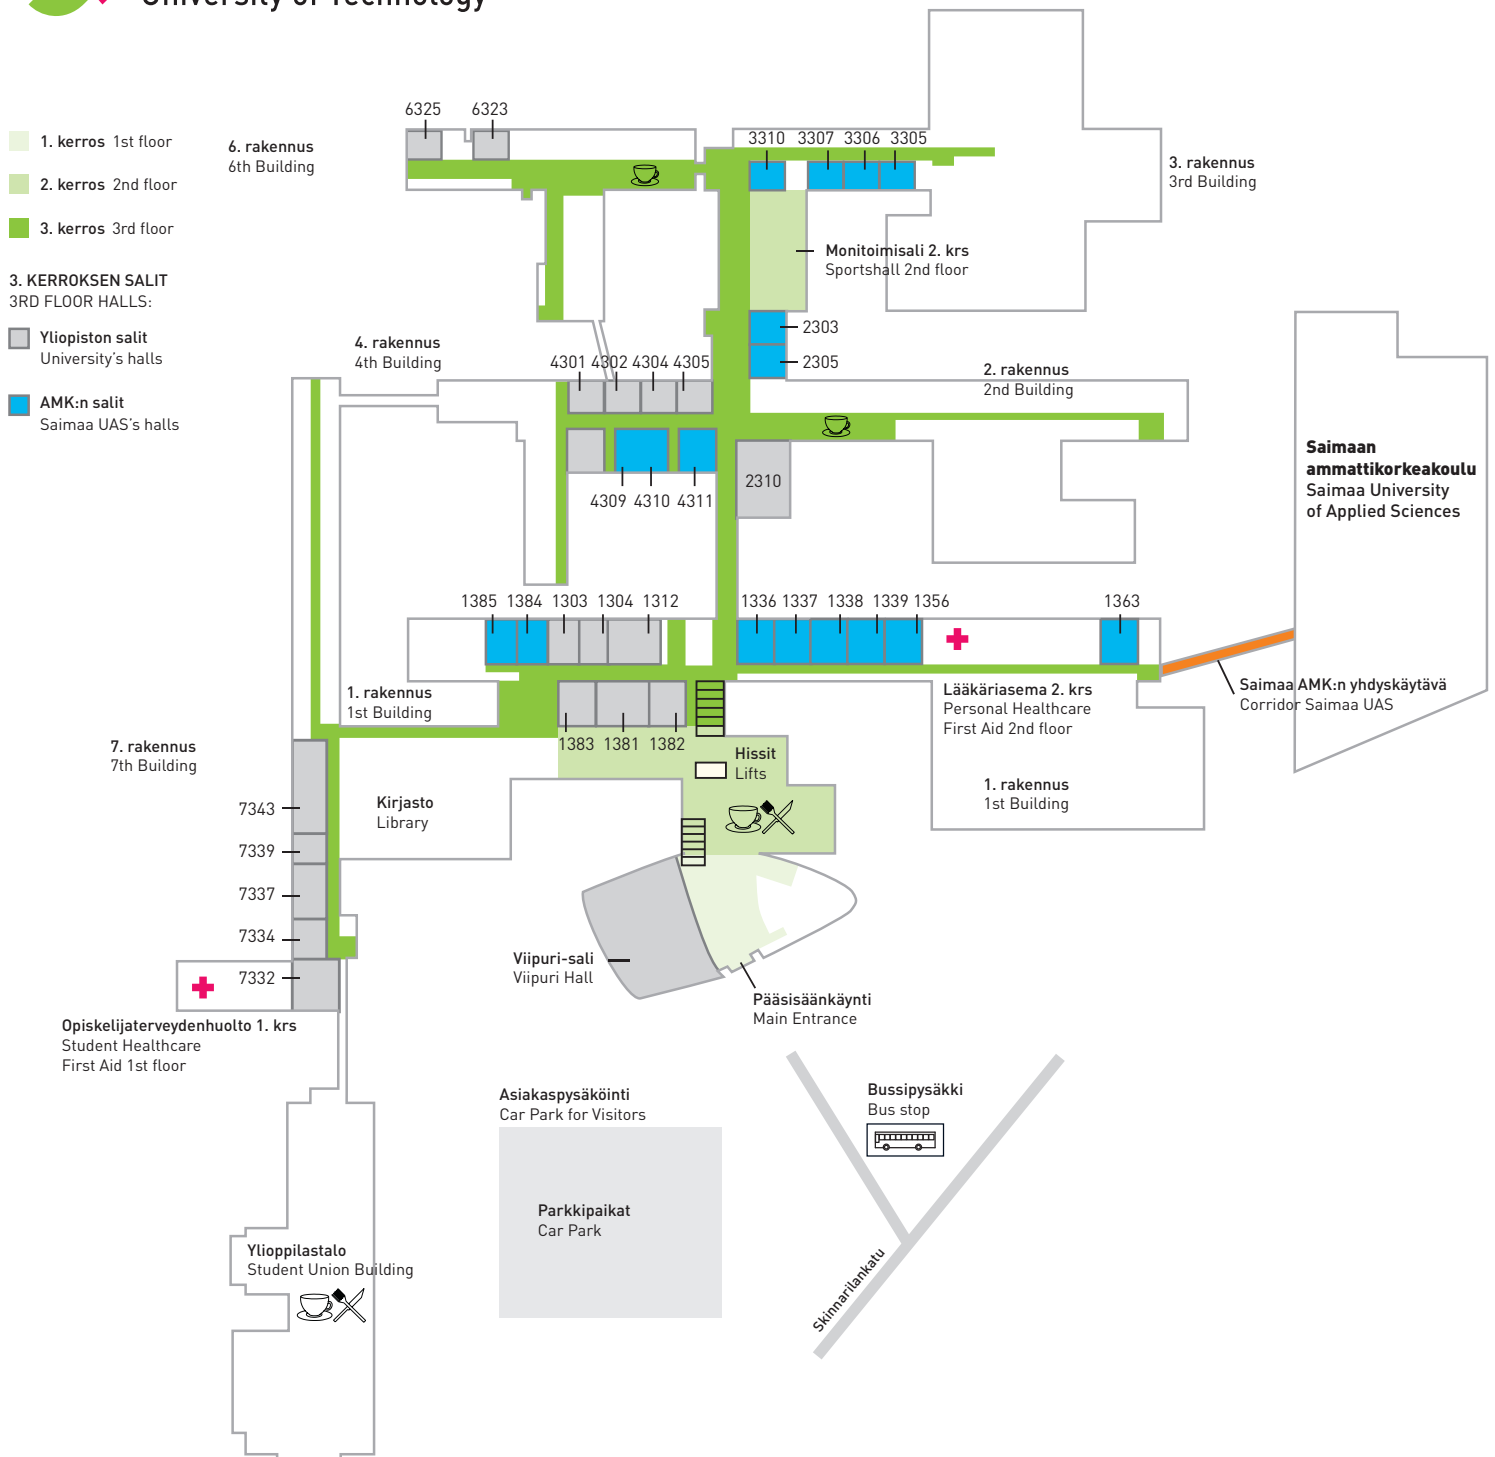 University of Technology
1. kerros 1st floor
2. kerros 2nd floor
3. kerros 3rd floor
3. KERROKSEN SALIT
3RD FLOOR HALLS:
Yliopiston salit
University's halls
AMK:n salit
Saimaa UAS's halls
6. rakennus
6th Building
6325
6323
3310
3307
3306
3305
3. rakennus
3rd Building
Monitoimisali 2. krs
Sportshall 2nd floor
2303
2305
4. rakennus
4th Building
4301
4302
4304
4305
2. rakennus
2nd Building
4309
4310
4311
2310
Saimaan
ammattikorkeakoulu
Saimaa University
of Applied Sciences
1385
1384
1303
1304
1312
1336
1337
1338
1339
1356
1363
1. rakennus
1st Building
Lääkäriasema 2. krs
Personal Healthcare
First Aid 2nd floor
Saimaa AMK:n yhdyskäytävä
Corridor Saimaa UAS
7. rakennus
7th Building
1383
1381
1382
Hissit
Lifts
1. rakennus
1st Building
Kirjasto
Library
7343
7339
7337
7334
7332
Viipuri-sali
Viipuri Hall
Pääsisäänkäynti
Main Entrance
Opiskelijaterveydenhuolto 1. krs
Student Healthcare
First Aid 1st floor
Asiakaspysäköinti
Car Park for Visitors
Bussipysäkki
Bus stop
Parkkipaikat
Car Park
Skinnarilankatu
Ylioppilastalo
Student Union Building